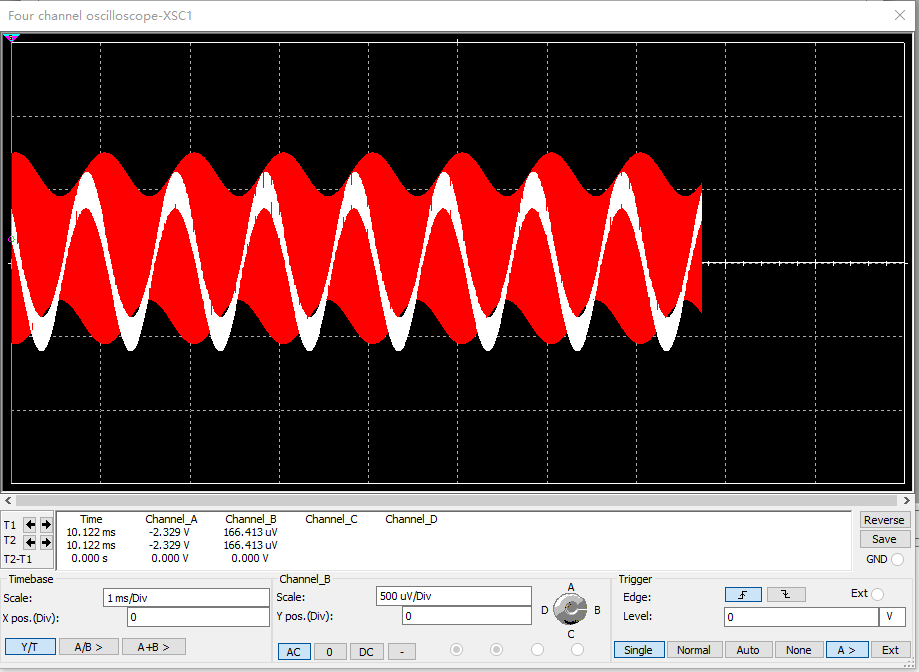 Four channel oscilloscope-XSC1
T1
T2
T2-T1
Time Channel_A Channel_B Channel_C Channel_D
10.122 ms -2.329 V 166.413 uV
10.122 ms -2.329 V 166.413 uV
0.000 s 0.000 V 0.000 V
Reverse
Save
GND
Timebase
Scale: 1 ms/Div
X pos.(Div): 0
Y/T A/B > A+B >
Channel_B
Scale: 500 uV/Div
Y pos.(Div): 0
AC 0 DC -
A
D B
C
Trigger
Edge: Ext
Level: 0 V
Single Normal Auto None A > Ext